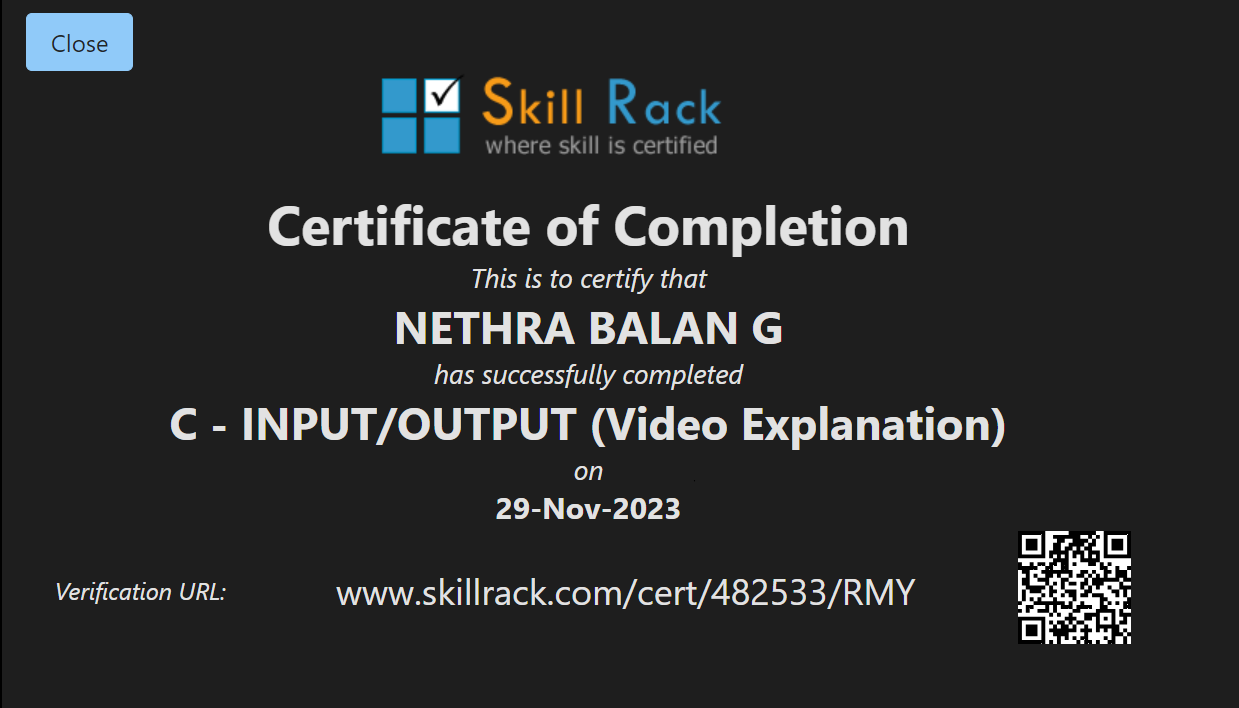 Close
Skill Rack
where skill is certified
Certificate of Completion
This is to certify that
NETHRA BALAN G
has successfully completed
C - INPUT/OUTPUT (Video Explanation)
on
29-Nov-2023
Verification URL:
www.skillrack.com/cert/482533/RMY